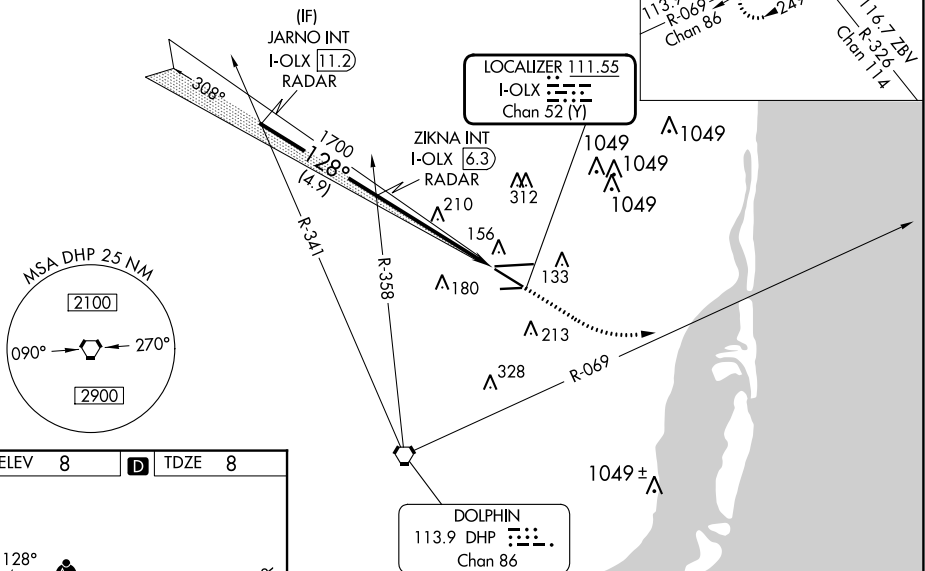 (IF)
JARNO INT
I-OLX 11.2
RADAR
308°
1700
128°
(4.9)
ZIKNA INT
I-OLX 6.3
RADAR
LOCALIZER 111.55
I-OLX
Chan 52 (Y)
113.9
R-069
Chan 86
249
116.7 ZBV
R-326
Chan 114
1049
1049
1049
1049
312
210
156
133
180
213
328
R-341
R-358
R-069
MSA DHP 25 NM
2100
090°
270°
2900
1049 ±
DOLPHIN
113.9 DHP
Chan 86
ELEV 8
D
TDZE 8
128°